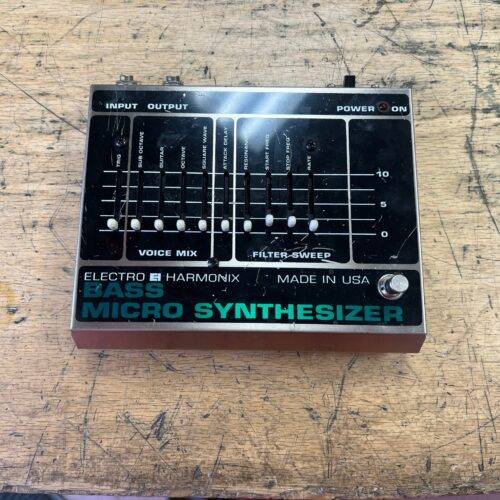 INPUT OUTPUT
POWER ON
TRIG
SUB OCTAVE
GUITAR
OCTAVE
SQUARE WAVE
ATTACK DELAY
RESONANCE
START FREQ
STOP FREQ
RATE
10
5
0
VOICE MIX
FILTER SWEEP
ELECTRO HARMONIX
MADE IN USA
BASS
MICRO SYNTHESIZER